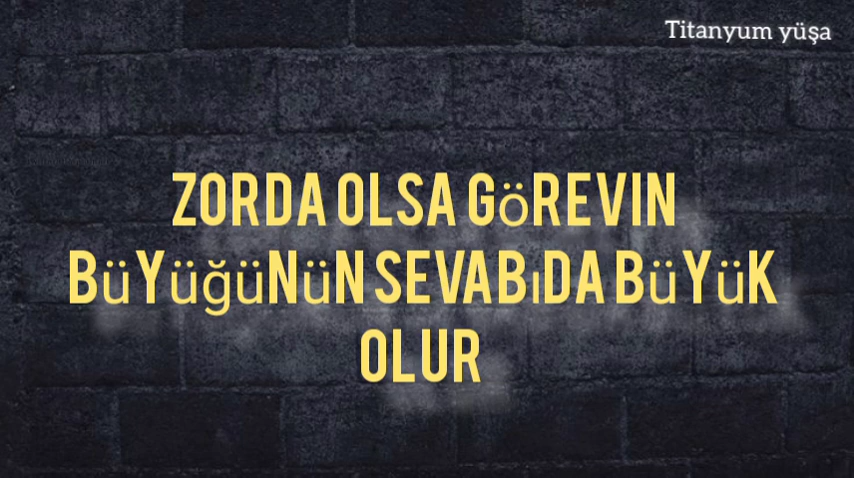 Titanyum yüşa
ZORDA OLSA GöREVIN
BüYüğüNüN SEVABıDA BüYüK
OLUR